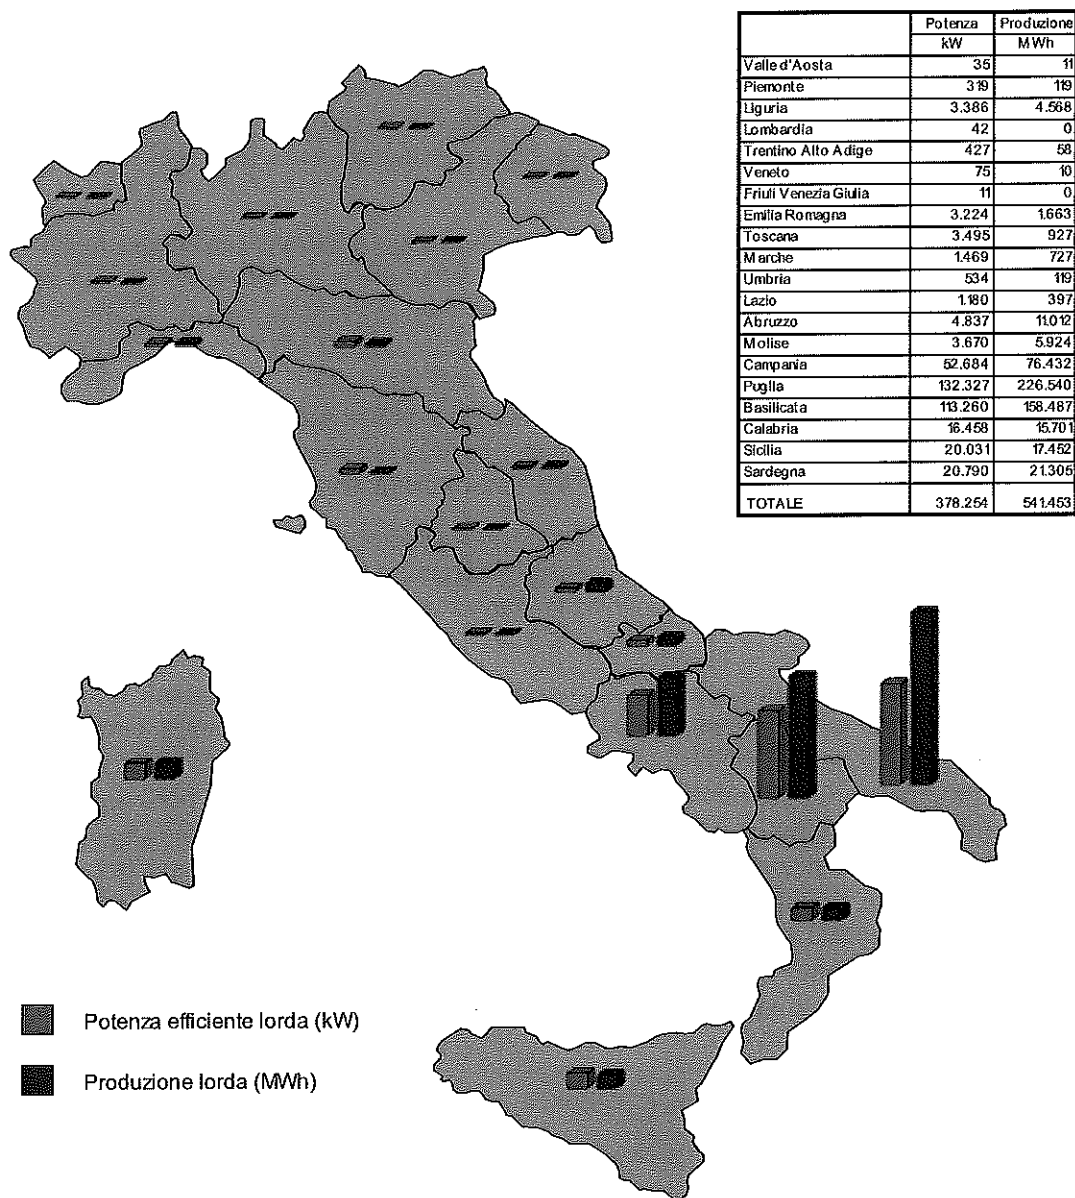 Potenza Produzione
kW MWh
Valle d'Aosta 35 11
Piemonte 319 119
Liguria 3.386 4.568
Lombardia 42 0
Trentino Alto Adige 427 58
Veneto 75 10
Friuli Venezia Giulia 11 0
Emilia Romagna 3.224 1.663
Toscana 3.495 927
Marche 1.469 727
Umbria 534 119
Lazio 1.180 397
Abruzzo 4.837 11.012
Molise 3.670 5.924
Campania 52.684 76.432
Puglia 132.327 226.540
Basilicata 113.260 158.487
Calabria 16.458 15.701
Sicilia 20.031 17.452
Sardegna 20.790 21.305
TOTALE 378.254 541.453
Potenza efficiente lorda (kW)
Produzione lorda (MWh)